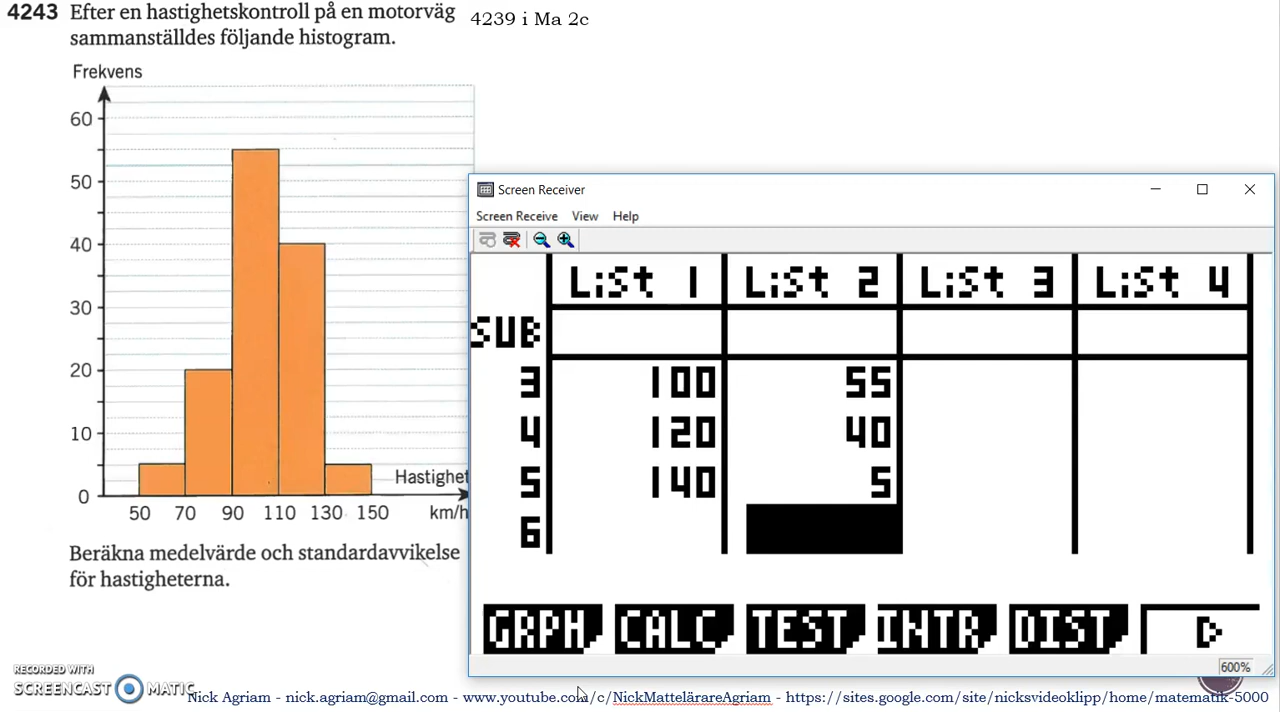 4243 Efter en hastighetskontroll på en motorväg
sammanställdes följande histogram.
4239 i Ma 2c
Frekvens
60
50
40
30
20
10
0
50 70 90 110 130 150
Hastighet
km/h
Beräkna medelvärde och standardavvikelse
för hastigheterna.
Screen Receiver
Screen Receive View Help
LiSt 1 LiSt 2 LiSt 3 LiSt 4
SUB
3 100 55
4 120 40
5 140 5
6
GRPH CALC TEST INTR DIST
600%
RECORDED WITH
SCREENCAST MATIC
Nick Agriam - nick.agriam@gmail.com - www.youtube.com/c/NickMattelärareAgriam - https://sites.google.com/site/nicksvideoklipp/home/matematik-5000